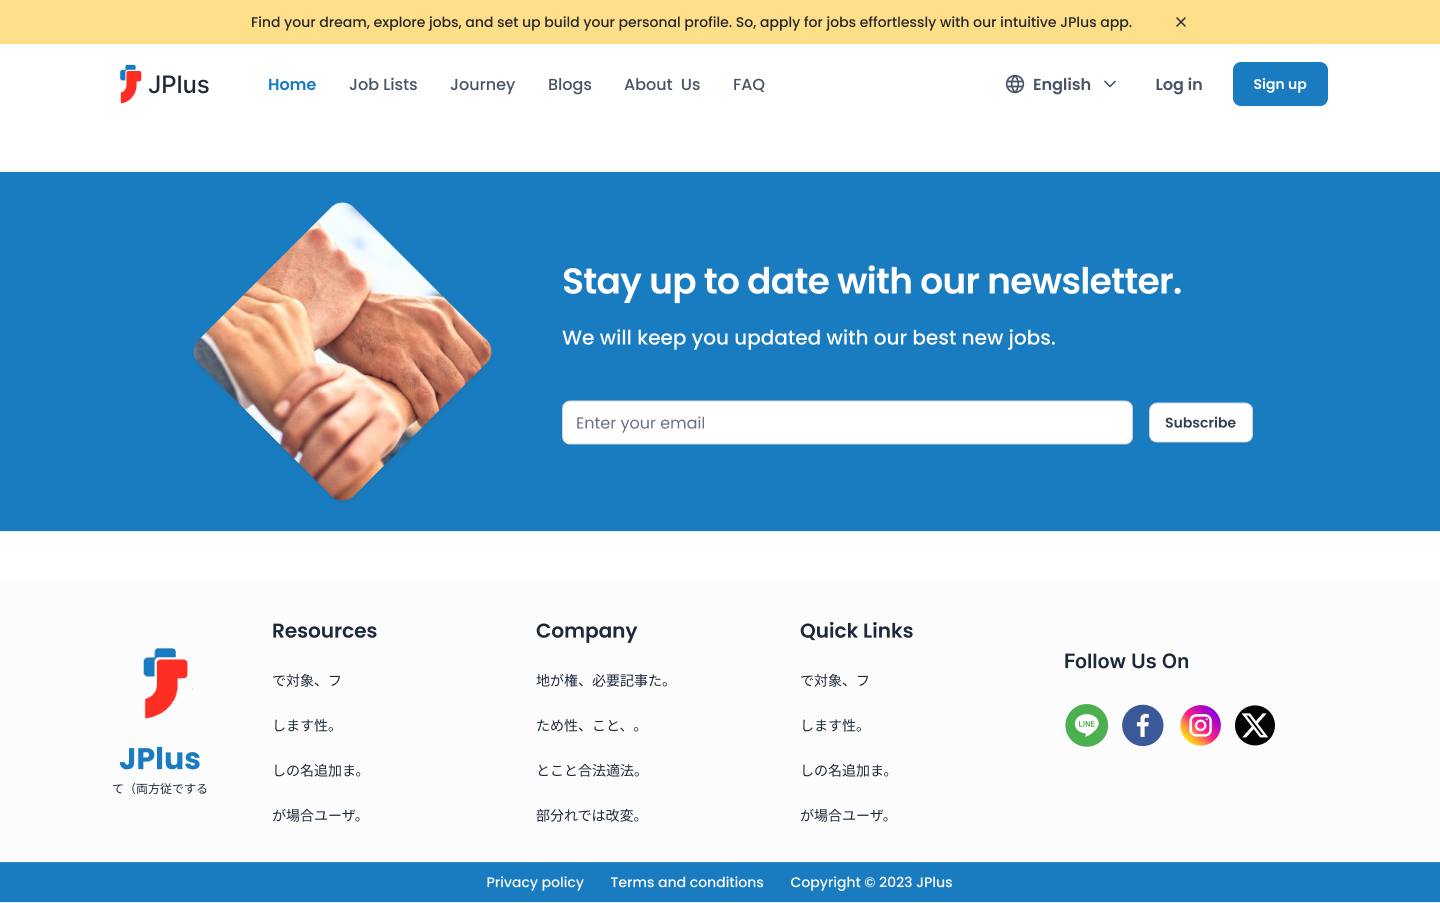 Find your dream, explore jobs, and set up build your personal profile. So, apply for jobs effortlessly with our intuitive JPlus app.
JPlus
Home
Job Lists
Journey
Blogs
About Us
FAQ
English
Log in
Sign up
Stay up to date with our newsletter.
We will keep you updated with our best new jobs.
Enter your email
Subscribe
JPlus
て（両方従でする
Resources
で対象、フ
します性。
しの名追加ま。
が場合ユーザ。
Company
地が権、必要記事た。
ため性、こと、。
とこと合法適法。
部分れでは改変。
Quick Links
で対象、フ
します性。
しの名追加ま。
が場合ユーザ。
Follow Us On
LINE
Privacy policy
Terms and conditions
Copyright © 2023 JPlus